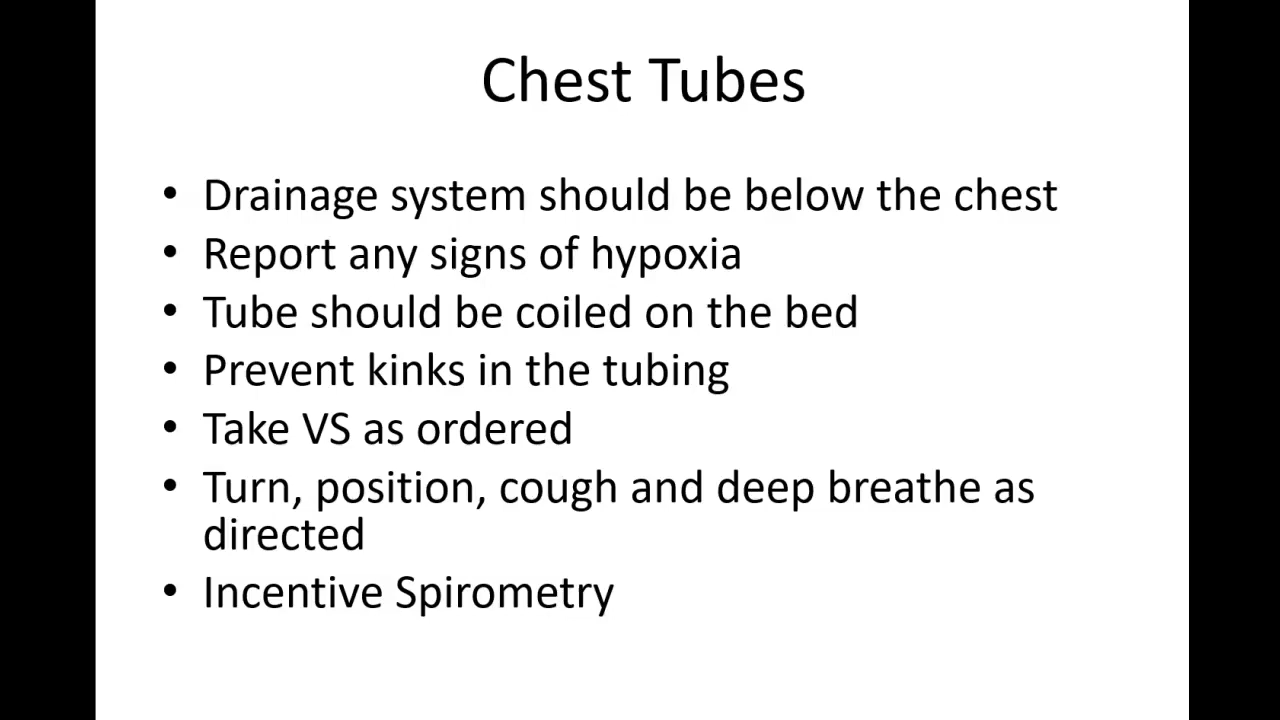 Chest Tubes
• Drainage system should be below the chest
• Report any signs of hypoxia
• Tube should be coiled on the bed
• Prevent kinks in the tubing
• Take VS as ordered
• Turn, position, cough and deep breathe as
directed
• Incentive Spirometry